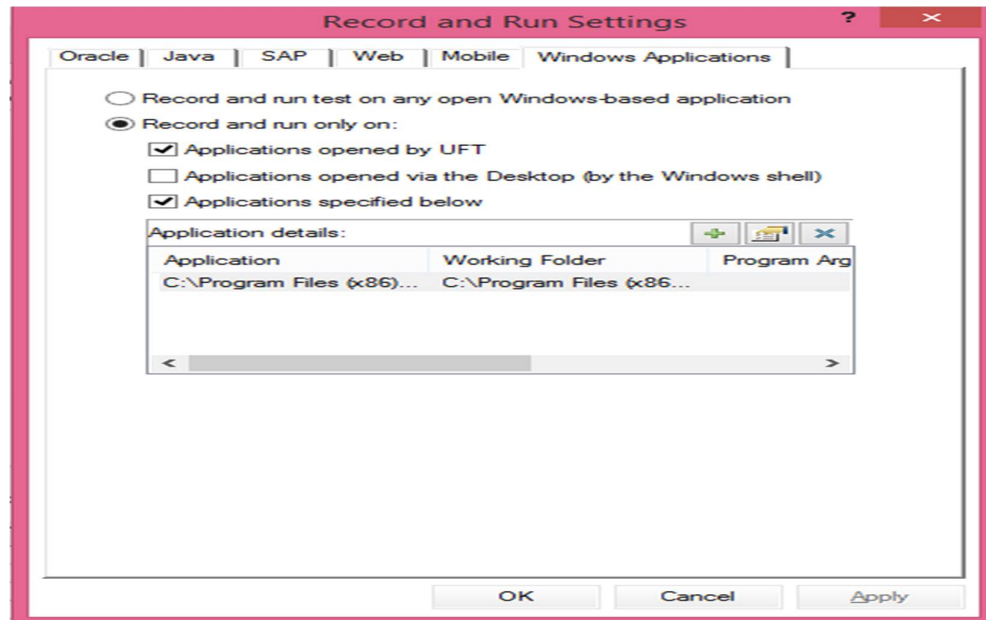 Record and Run Settings ?
Oracle Java SAP Web Mobile Windows Applications
Record and run test on any open Windows-based application
Record and run only on:
Applications opened by UFT
Applications opened via the Desktop (by the Windows shell)
Applications specified below
Application details:
Application Working Folder Program Arg
C:\Program Files (x86)... C:\Program Files (x86...
OK Cancel Apply